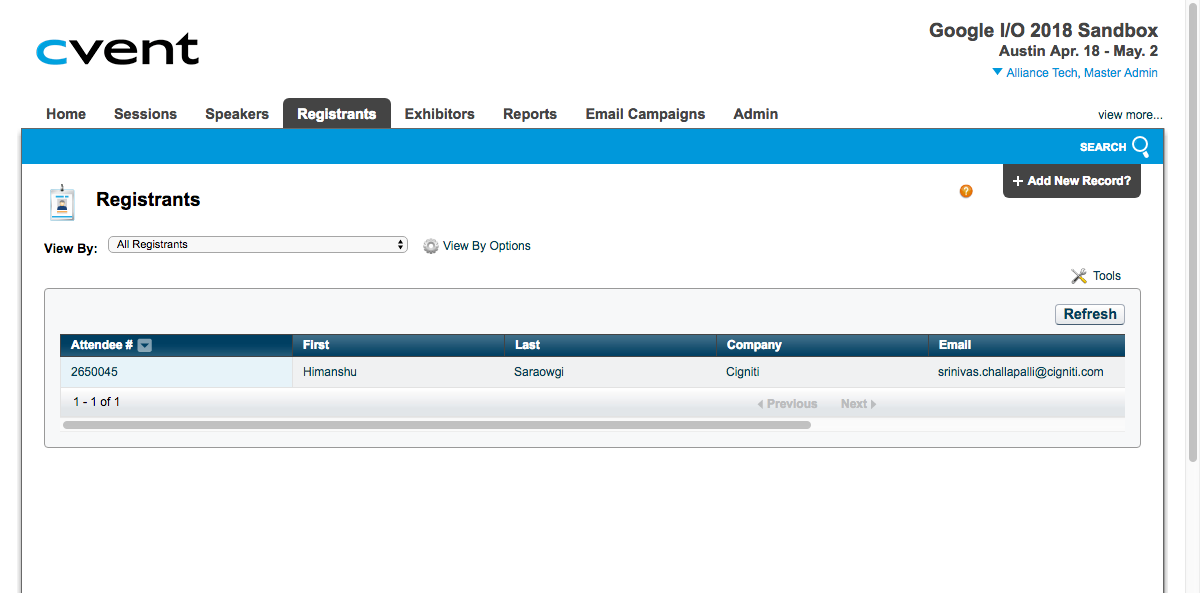 cvent
Google I/O 2018 Sandbox
Austin Apr. 18 - May. 2
Alliance Tech, Master Admin
Home Sessions Speakers Registrants Exhibitors Reports Email Campaigns Admin view more...
SEARCH
+ Add New Record?
Registrants
?
View By: All Registrants View By Options
Tools
Refresh
Attendee # First Last Company Email
2650045 Himanshu Saraowgi Cigniti srinivas.challapalli@cigniti.com
1 - 1 of 1 Previous Next